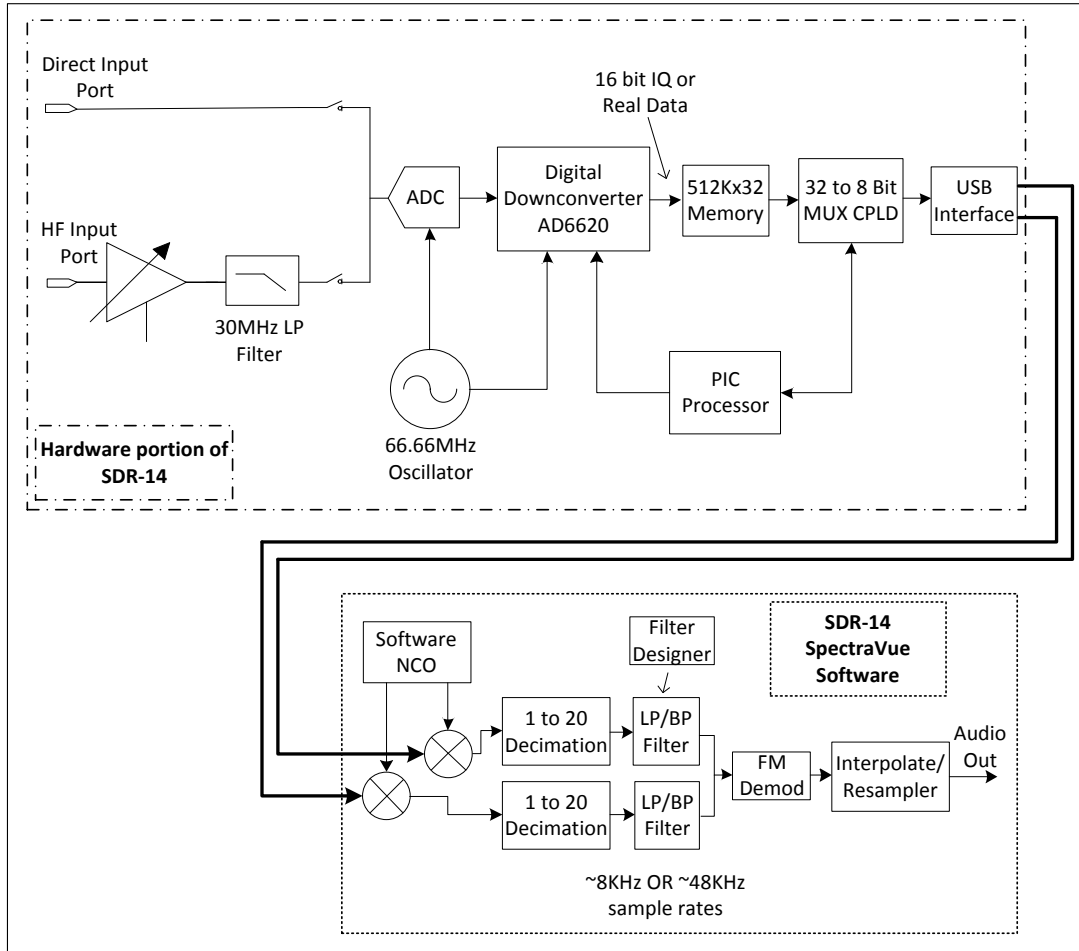 Direct Input
Port
HF Input
Port
30MHz LP
Filter
ADC
66.66MHz
Oscillator
Digital
Downconverter
AD6620
16 bit IQ or
Real Data
512Kx32
Memory
32 to 8 Bit
MUX CPLD
USB
Interface
PIC
Processor
Hardware portion of
SDR-14
Software
NCO
Filter
Designer
SDR-14
SpectraVue
Software
1 to 20
Decimation
LP/BP
Filter
1 to 20
Decimation
LP/BP
Filter
FM
Demod
Interpolate/
Resampler
Audio
Out
~8KHz OR ~48KHz
sample rates